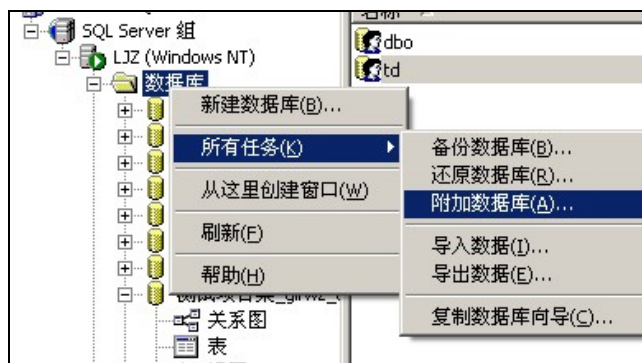 名称
SQL Server 组
dbo
LJZ (Windows NT)
td
数据库
新建数据库(B)...
所有任务(K)
备份数据库(B)...
还原数据库(R)...
从这里创建窗口(W)
附加数据库(A)...
刷新(F)
导入数据(I)...
帮助(H)
导出数据(E)...
关系图
复制数据库向导(C)...
表